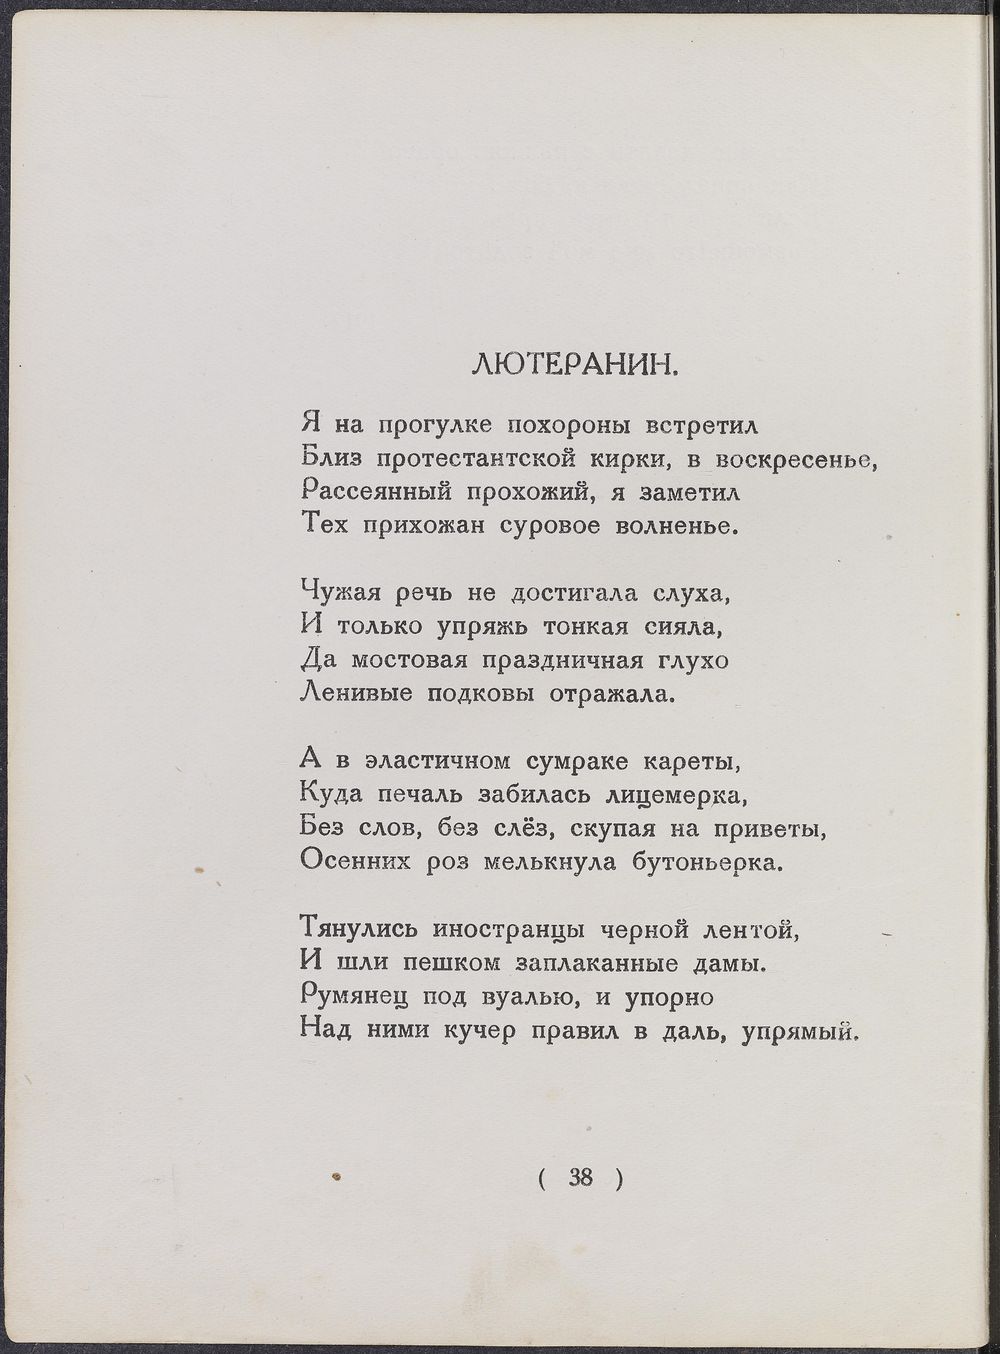 ЛЮТЕРАНИН.
Я на прогулке похороны встретил
Близ протестантской кирки, в воскресенье,
Рассеянный прохожий, я заметил
Тех прихожан суровое волненье.
Чужая речь не достигала слуха,
И только упряжь тонкая сияла,
Да мостовая праздничная глухо
Ленивые подковы отражала.
А в эластичном сумраке кареты,
Куда печаль забилась лицемерка,
Без слов, без слёз, скупая на приветы,
Осенних роз мелькнула бутоньерка.
Тянулись иностранцы черной лентой,
И шли пешком заплаканные дамы.
Румянец под вуалью, и упорно
Над ними кучер правил в даль, упрямый.
( 38 )